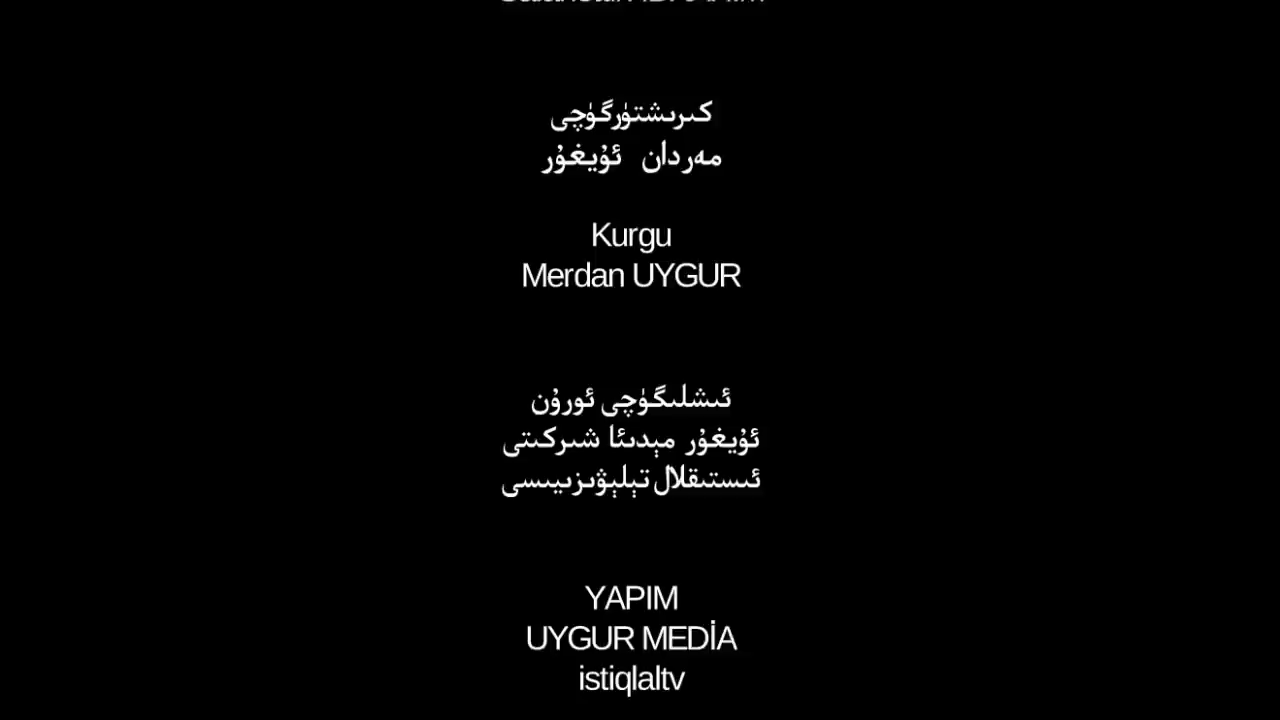 كىرىشتۈرگۈچى
مەردان ئۇيغۇر
Kurgu
Merdan UYGUR
ئىشلىگۈچى ئورۇن
ئۇيغۇر مېدىئا شىركىتى
ئىستىقلال تېلېۋىزىيىسى
YAPIM
UYGUR MEDİA
istiqlaltv